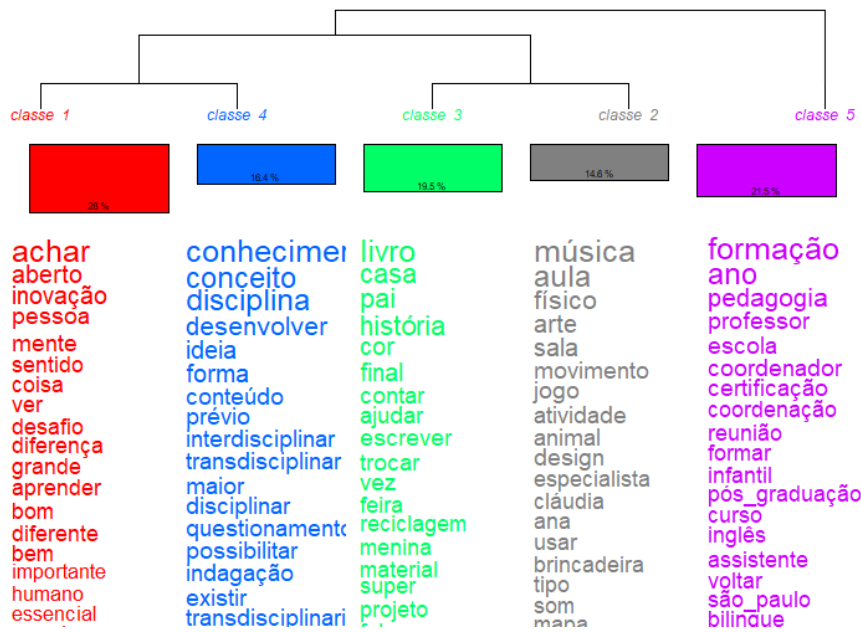 classe 1
classe 4
classe 3
classe 2
classe 5
28 %
16.4 %
19.5 %
14.6 %
21.5 %
achar
aberto
inovação
pessoa
mente
sentido
coisa
ver
desafio
diferença
grande
aprender
bom
diferente
bem
importante
humano
essencial
conhecimen
conceito
disciplina
desenvolver
ideia
forma
conteúdo
prévio
interdisciplinar
transdisciplinar
maior
disciplinar
questionamento
possibilitar
indagação
existir
transdisciplinari
livro
casa
pai
história
cor
final
contar
ajudar
escrever
trocar
vez
feira
reciclagem
menina
material
super
projeto
música
aula
físico
arte
sala
movimento
jogo
atividade
animal
design
especialista
cláudia
ana
usar
brincadeira
tipo
som
mapa
formação
ano
pedagogia
professor
escola
coordenador
certificação
coordenação
reunião
formar
infantil
pós_graduação
curso
inglês
assistente
voltar
são_paulo
bilíngue